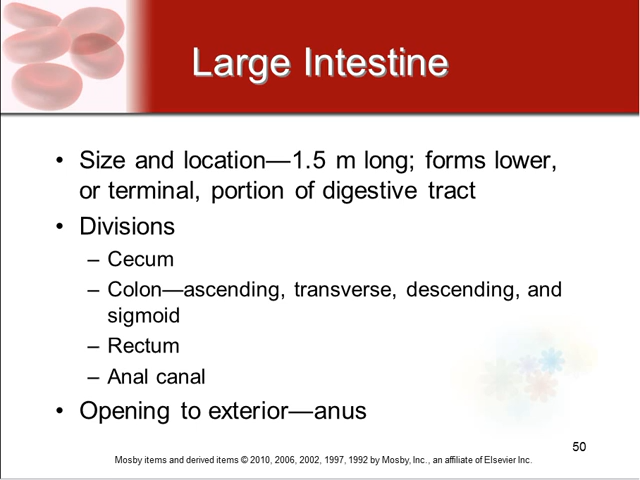 Large Intestine
• Size and location—1.5 m long; forms lower,
or terminal, portion of digestive tract
• Divisions
– Cecum
– Colon—ascending, transverse, descending, and
sigmoid
– Rectum
– Anal canal
• Opening to exterior—anus
50
Mosby items and derived items © 2010, 2006, 2002, 1997, 1992 by Mosby, Inc., an affiliate of Elsevier Inc.